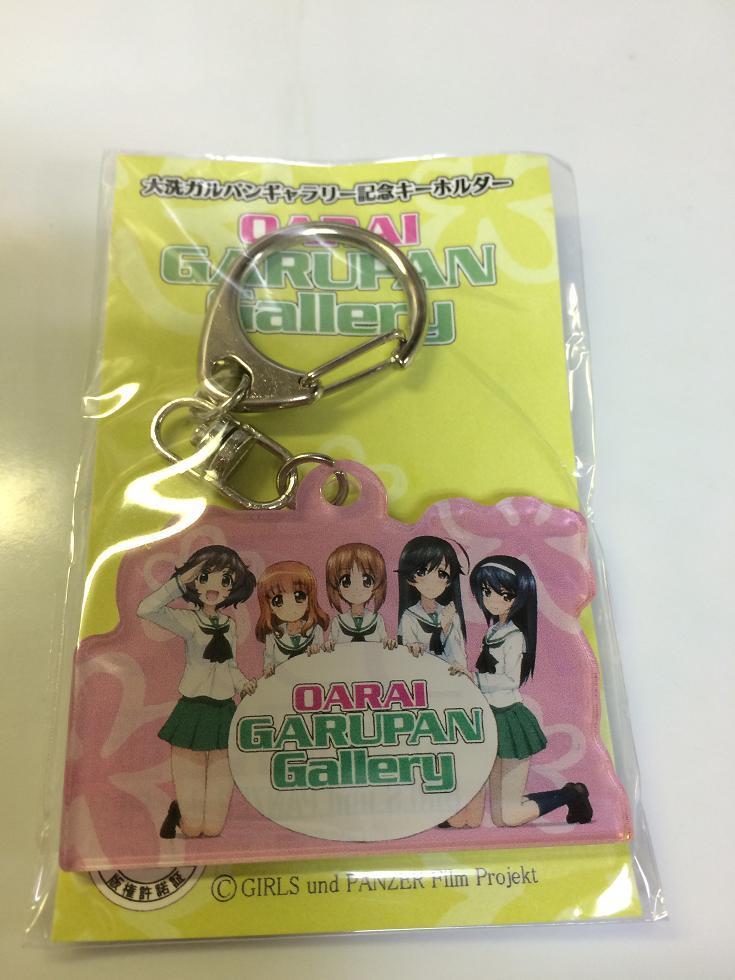 大洗ガルパンギャラリー記念キーホルダー
OARAI
GARUPAN
Gallery
OARAI
GARUPAN
Gallery
版権許諾証
©GIRLS und PANZER Film Projekt